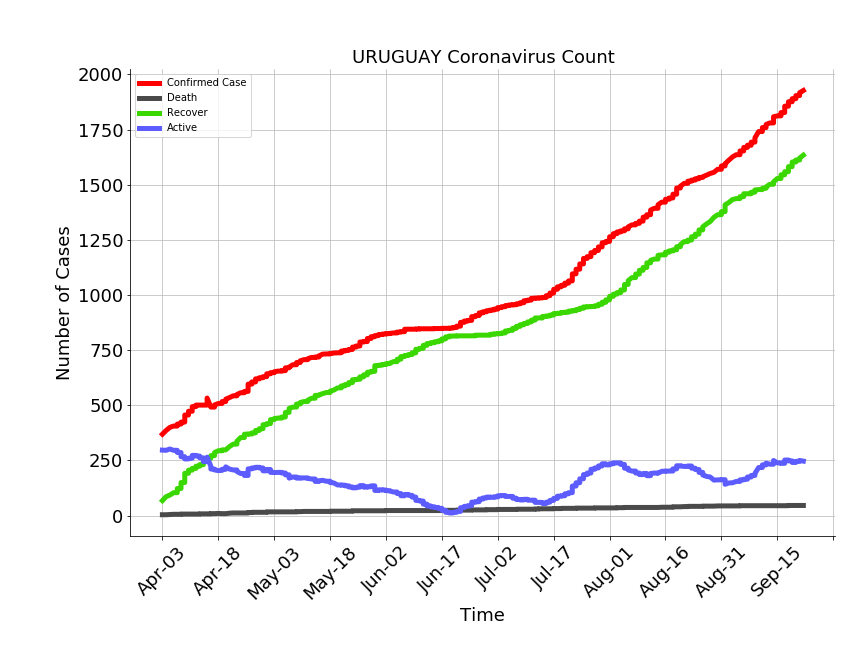 URUGUAY Coronavirus Count
Confirmed Case
Death
Recover
Active
2000
1750
1500
1250
1000
750
500
250
0
Number of Cases
Apr-03
Apr-18
May-03
May-18
Jun-02
Jun-17
Jul-02
Jul-17
Aug-01
Aug-16
Aug-31
Sep-15
Time